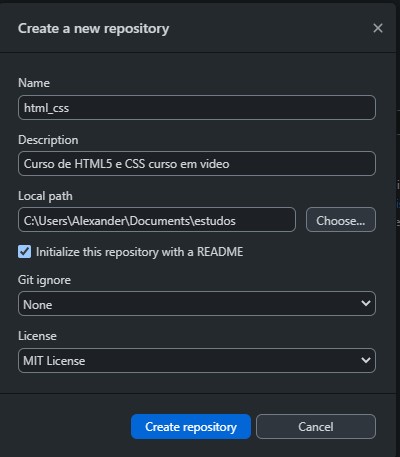 Create a new repository
Name
html_css
Description
Curso de HTML5 e CSS curso em video
Local path
C:\Users\Alexander\Documents\estudos
Choose...
Initialize this repository with a README
Git ignore
None
License
MIT License
Create repository
Cancel